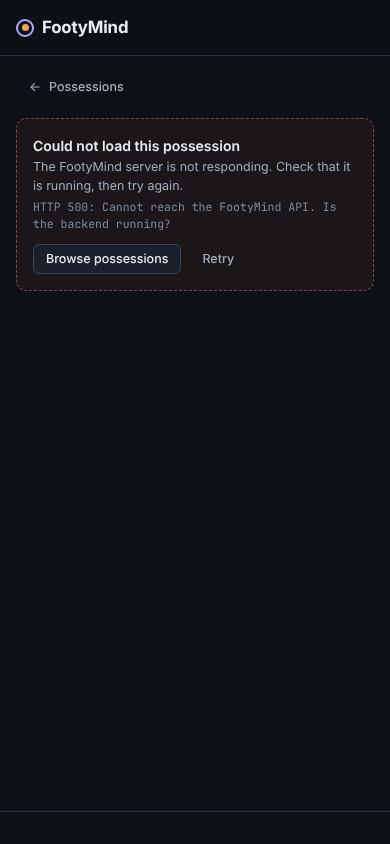 FootyMind
← Possessions
Could not load this possession
The FootyMind server is not responding. Check that it
is running, then try again.
HTTP 500: Cannot reach the FootyMind API. Is
the backend running?
Browse possessions
Retry